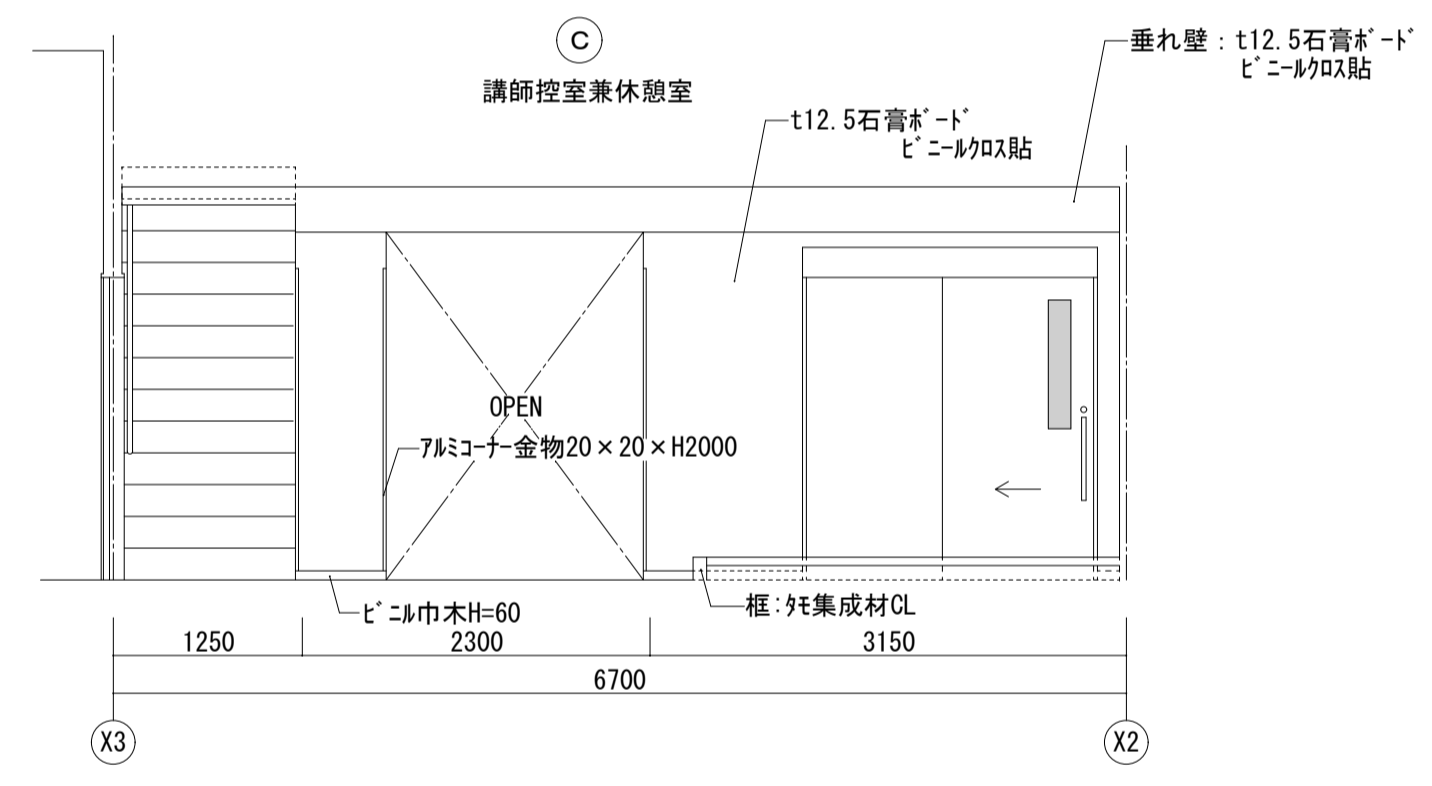 C
講師控室兼休憩室
垂れ壁：t12.5石膏ﾎﾞｰﾄﾞ
ﾋﾞﾆｰﾙｸﾛｽ貼
t12.5石膏ﾎﾞｰﾄﾞ
ﾋﾞﾆｰﾙｸﾛｽ貼
OPEN
ｱﾙﾐｺｰﾅｰ金物20×20×H2000
ﾋﾞﾆﾙ巾木H=60
框:ﾀﾓ集成材CL
1250
2300
3150
6700
X3
X2